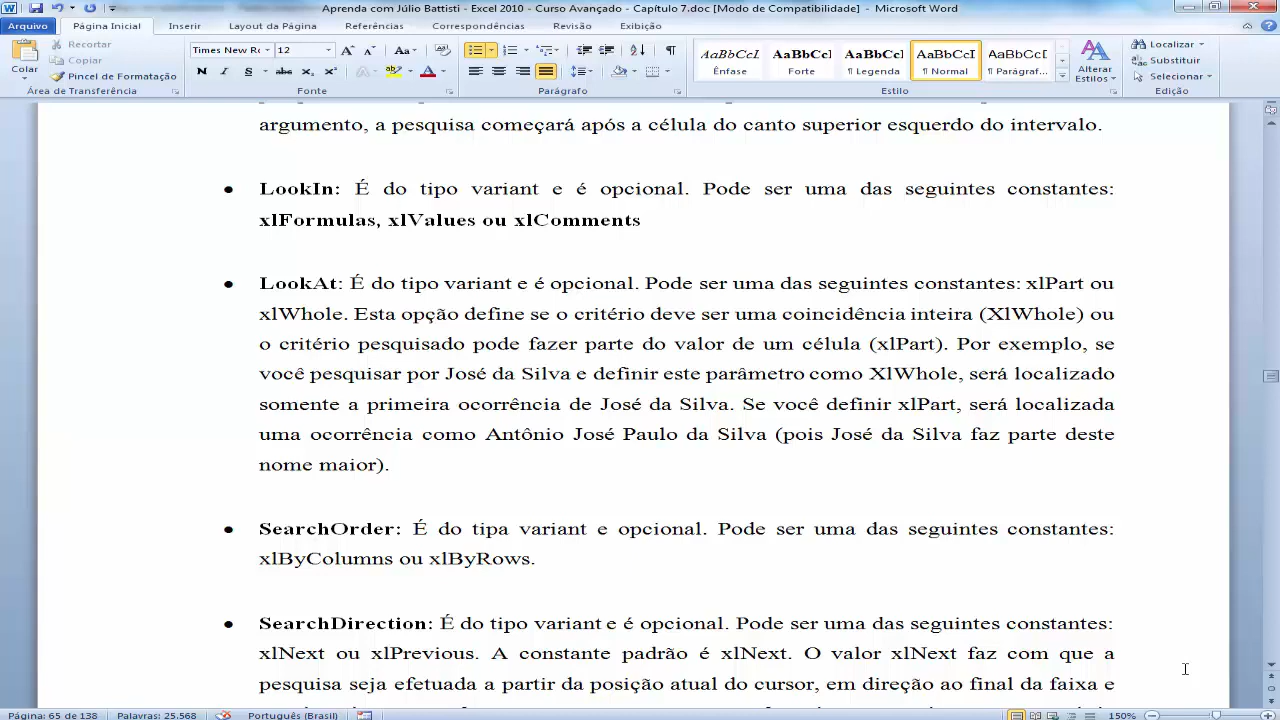 Aprenda com Júlio Battisti - Excel 2010 - Curso Avançado - Capítulo 7.doc [Modo de Compatibilidade] - Microsoft Word
Arquivo Página Inicial Inserir Layout da Página Referências Correspondências Revisão Exibição
Colar
Recortar
Copiar
Pincel de Formatação
Área de Transferência
Times New Ro 12
Fonte
Parágrafo
AaBbCcI AaBbCcI AaBbCcI AaBbCcI AaBbCcI
Ênfase Forte ¶ Legenda ¶ Normal ¶ Parágraf...
Alterar
Estilos
Estilo
Localizar
Substituir
Selecionar
Edição
argumento, a pesquisa começará após a célula do canto superior esquerdo do intervalo.
• LookIn: É do tipo variant e é opcional. Pode ser uma das seguintes constantes:
xlFormulas, xlValues ou xlComments
• LookAt: É do tipo variant e é opcional. Pode ser uma das seguintes constantes: xlPart ou
xlWhole. Esta opção define se o critério deve ser uma coincidência inteira (XlWhole) ou
o critério pesquisado pode fazer parte do valor de um célula (xlPart). Por exemplo, se
você pesquisar por José da Silva e definir este parâmetro como XlWhole, será localizado
somente a primeira ocorrência de José da Silva. Se você definir xlPart, será localizada
uma ocorrência como Antônio José Paulo da Silva (pois José da Silva faz parte deste
nome maior).
• SearchOrder: É do tipa variant e opcional. Pode ser uma das seguintes constantes:
xlByColumns ou xlByRows.
• SearchDirection: É do tipo variant e é opcional. Pode ser uma das seguintes constantes:
xlNext ou xlPrevious. A constante padrão é xlNext. O valor xlNext faz com que a
pesquisa seja efetuada a partir da posição atual do cursor, em direção ao final da faixa e
Página: 65 de 138 Palavras: 25.568 Português (Brasil) 150%